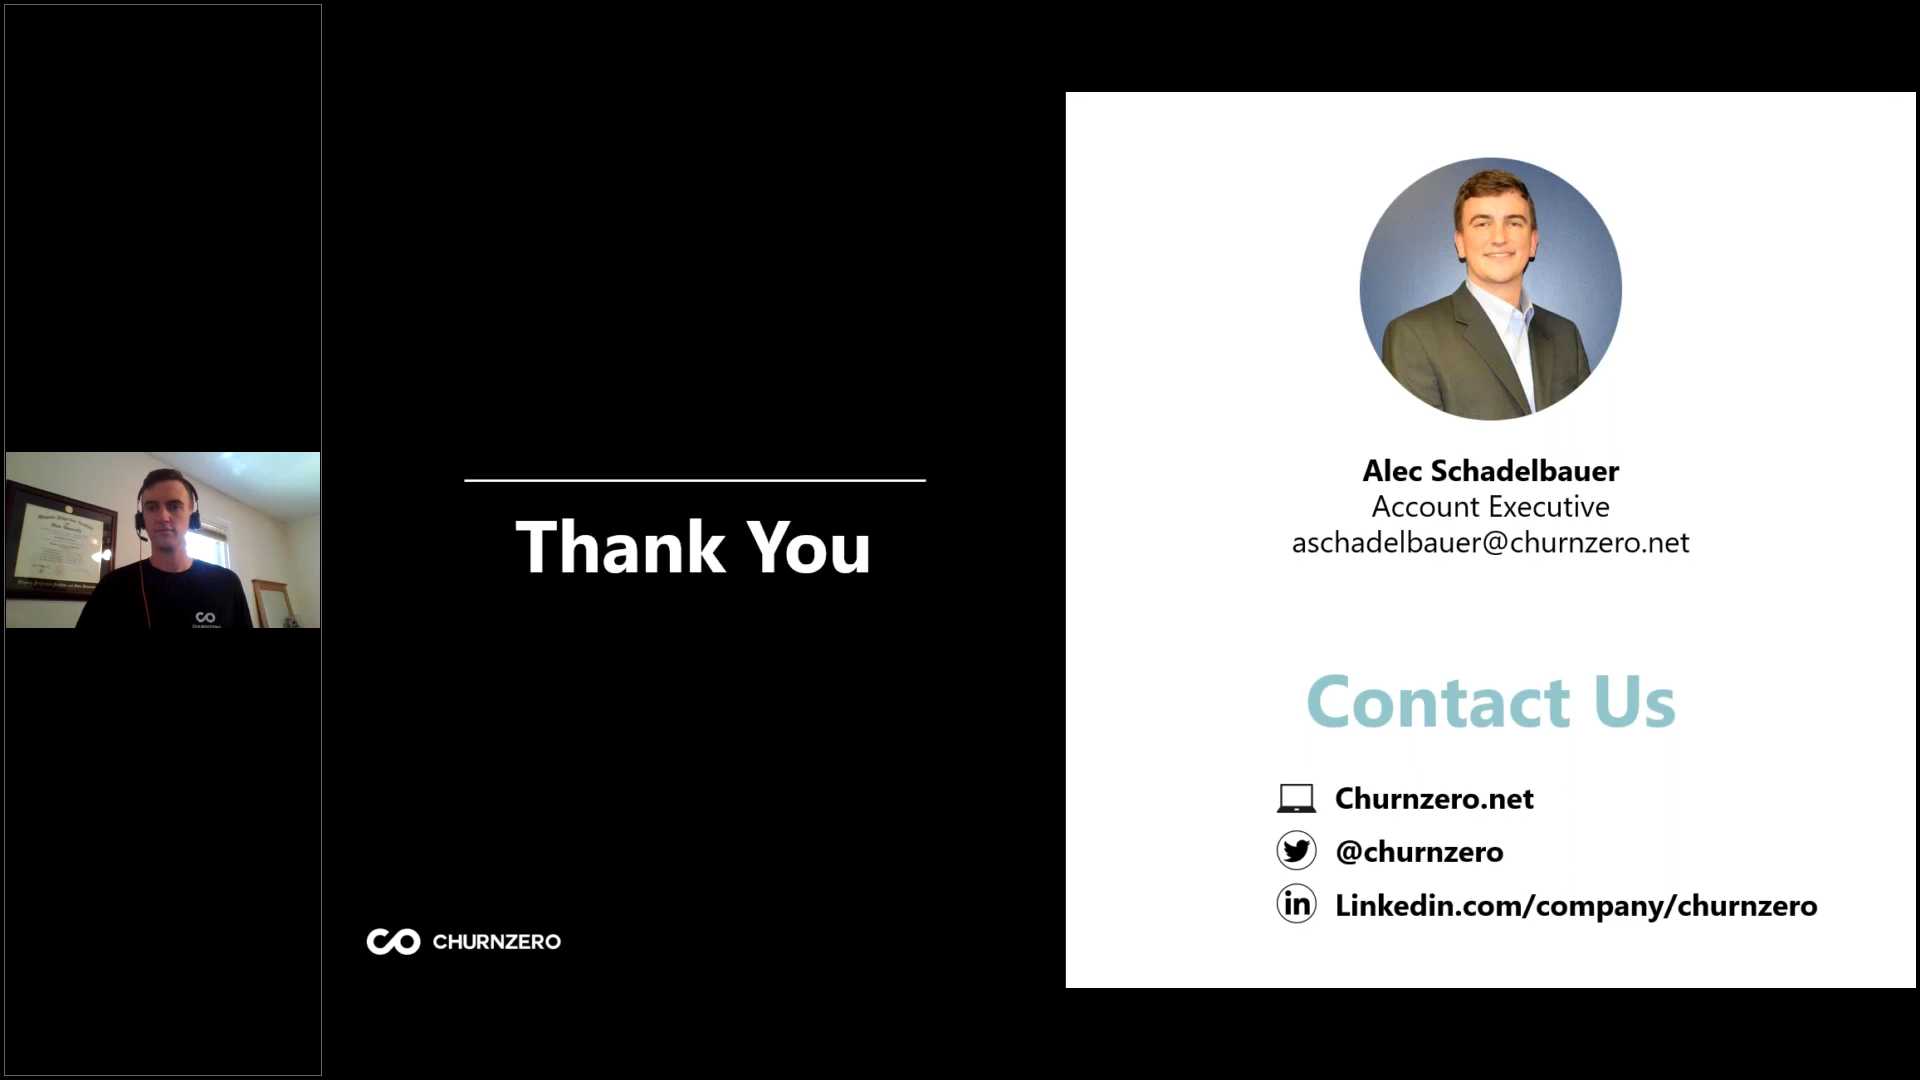 Thank You
CHURNZERO
Alec Schadelbauer
Account Executive
aschadelbauer@churnzero.net
Contact Us
Churnzero.net
@churnzero
in
Linkedin.com/company/churnzero